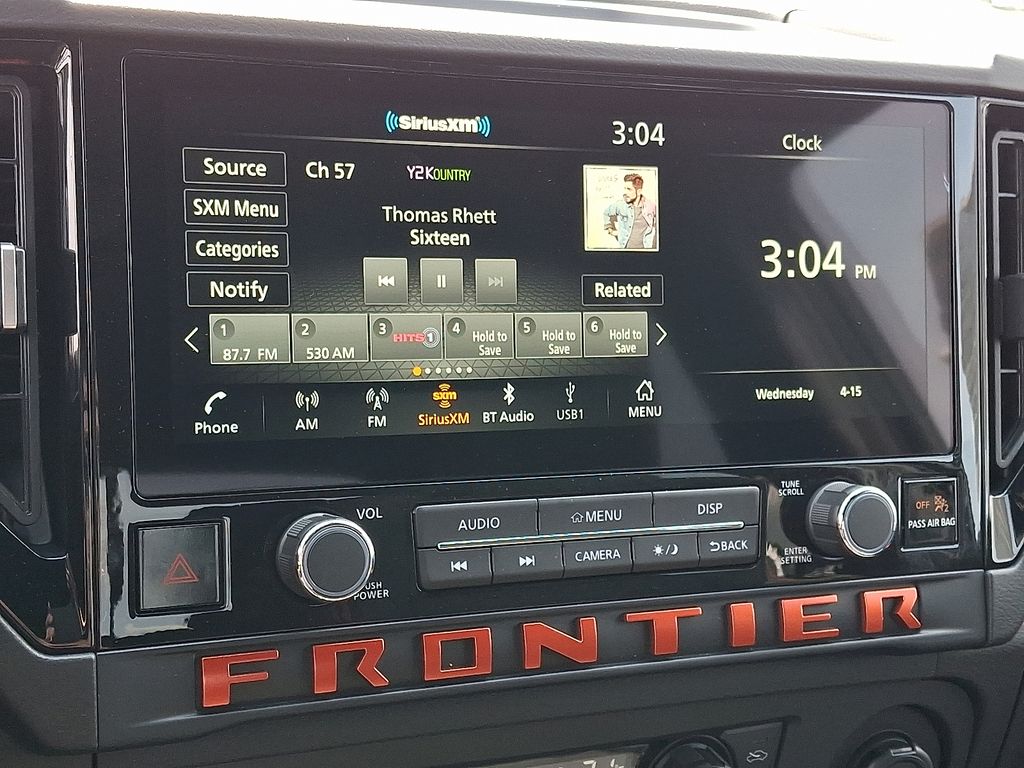 SiriusXM
3:04
Clock
Source
Ch 57
Y2KOUNTRY
SXM Menu
Thomas Rhett
Sixteen
Categories
3:04 PM
Notify
Related
1
87.7 FM
2
530 AM
3
HITS 1
4
Hold to
Save
5
Hold to
Save
6
Hold to
Save
Wednesday 4-15
Phone
AM
FM
sxm
SiriusXM
BT Audio
USB1
MENU
VOL
PUSH
POWER
AUDIO
MENU
DISP
CAMERA
BACK
TUNE
SCROLL
ENTER
SETTING
OFF 2
PASS AIR BAG
FRONTIER